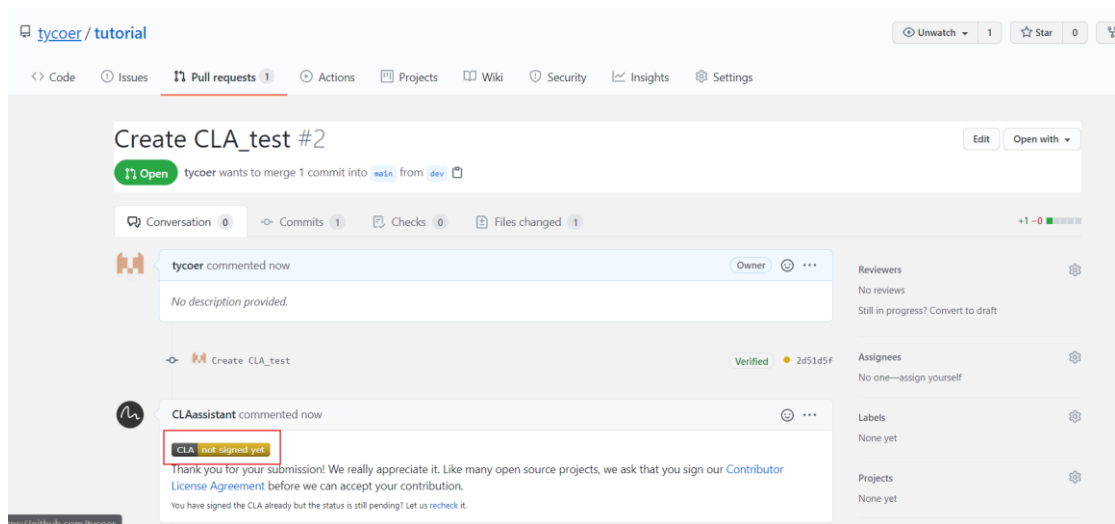 tycoer / tutorial
Unwatch 1 Star 0
Code Issues Pull requests 1 Actions Projects Wiki Security Insights Settings
Create CLA_test #2
Edit Open with
Open tycoer wants to merge 1 commit into main from dev
Conversation 0 Commits 1 Checks 0 Files changed 1 +1 −0
tycoer commented now Owner
No description provided.
Create CLA_test Verified 2d51d5f
CLAassistant commented now
CLA not signed yet
Thank you for your submission! We really appreciate it. Like many open source projects, we ask that you sign our Contributor
License Agreement before we can accept your contribution.
You have signed the CLA already but the status is still pending? Let us recheck it.
Reviewers
No reviews
Still in progress? Convert to draft
Assignees
No one—assign yourself
Labels
None yet
Projects
None yet